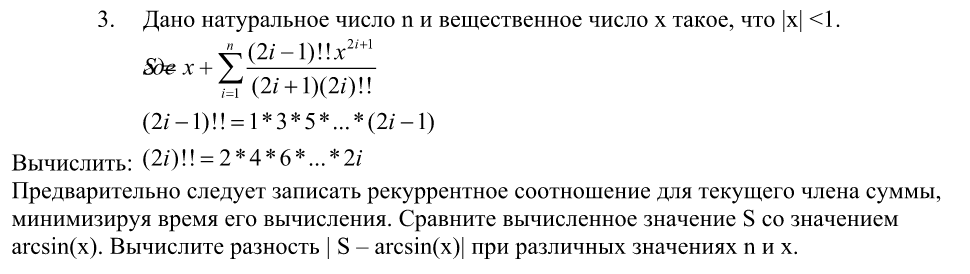 3. Дано натуральное число n и вещественное число x такое, что |x| <1.
x + \sum_{i=1}^{n} \frac{(2i-1)!!x^{2i+1}}{(2i+1)(2i)!!}
(2i-1)!! = 1*3*5*...*(2i-1)
Вычислить: (2i)!! = 2*4*6*...*2i
Предварительно следует записать рекуррентное соотношение для текущего члена суммы,
минимизируя время его вычисления. Сравните вычисленное значение S со значением
arcsin(x). Вычислите разность | S – arcsin(x)| при различных значениях n и x.